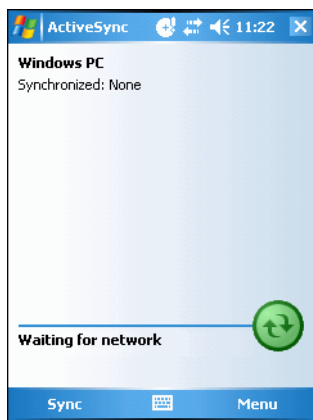 ActiveSync 11:22
Windows PC
Synchronized: None
Waiting for network
Sync Menu